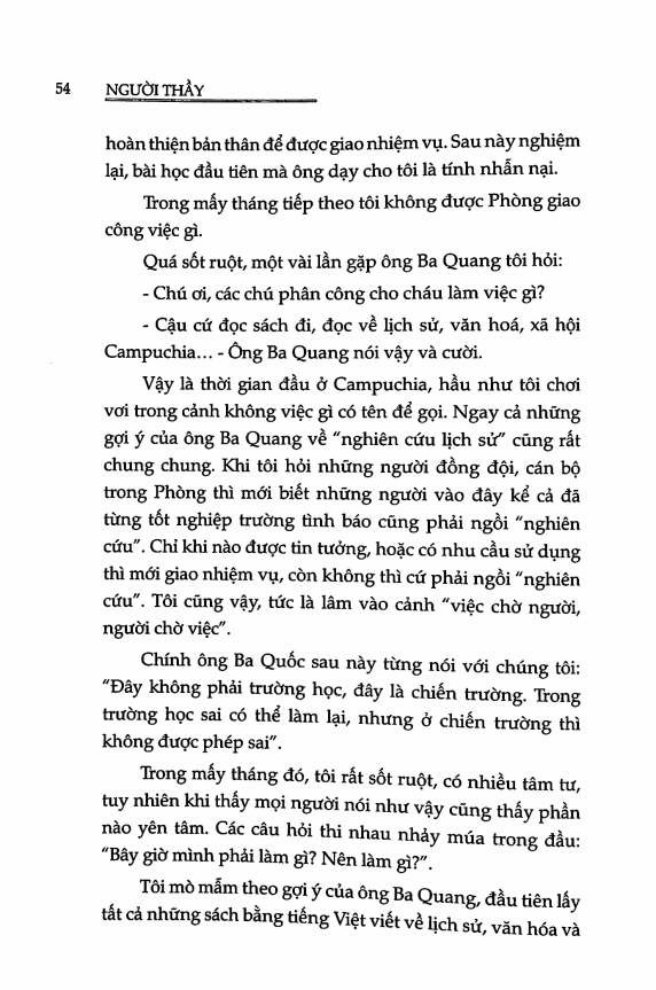 54 NGƯỜI THẦY
hoàn thiện bản thân để được giao nhiệm vụ. Sau này nghiệm
lại, bài học đầu tiên mà ông dạy cho tôi là tính nhẫn nại.
Trong mấy tháng tiếp theo tôi không được Phòng giao
công việc gì.
Quá sốt ruột, một vài lần gặp ông Ba Quang tôi hỏi:
- Chú ơi, các chú phân công cho cháu làm việc gì?
- Cậu cứ đọc sách đi, đọc về lịch sử, văn hoá, xã hội
Campuchia... - Ông Ba Quang nói vậy và cười.
Vậy là thời gian đầu ở Campuchia, hầu như tôi chơi
vơi trong cảnh không việc gì có tên để gọi. Ngay cả những
gợi ý của ông Ba Quang về "nghiên cứu lịch sử" cũng rất
chung chung. Khi tôi hỏi những người đồng đội, cán bộ
trong Phòng thì mới biết những người vào đây kể cả đã
từng tốt nghiệp trường tình báo cũng phải ngồi "nghiên
cứu". Chỉ khi nào được tin tưởng, hoặc có nhu cầu sử dụng
thì mới giao nhiệm vụ, còn không thì cứ phải ngồi "nghiên
cứu". Tôi cũng vậy, tức là lâm vào cảnh "việc chờ người,
người chờ việc".
Chính ông Ba Quốc sau này từng nói với chúng tôi:
"Đây không phải trường học, đây là chiến trường. Trong
trường học sai có thể làm lại, nhưng ở chiến trường thì
không được phép sai".
Trong mấy tháng đó, tôi rất sốt ruột, có nhiều tâm tư,
tuy nhiên khi thấy mọi người nói như vậy cũng thấy phần
nào yên tâm. Các câu hỏi thi nhau nhảy múa trong đầu:
"Bây giờ mình phải làm gì? Nên làm gì?".
Tôi mò mẫm theo gợi ý của ông Ba Quang, đầu tiên lấy
tất cả những sách bằng tiếng Việt viết về lịch sử, văn hóa và